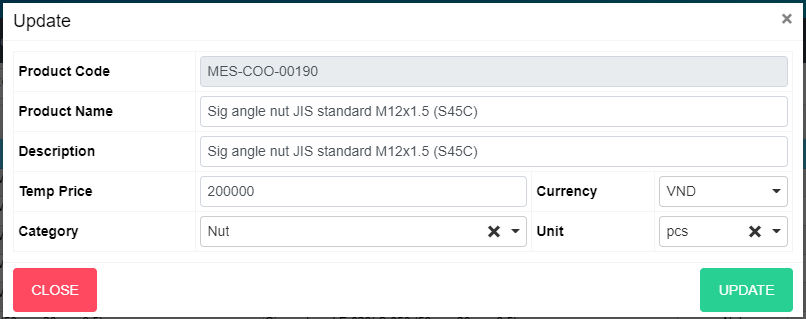 Update ×
Product Code MES-COO-00190
Product Name Sig angle nut JIS standard M12x1.5 (S45C)
Description Sig angle nut JIS standard M12x1.5 (S45C)
Temp Price 200000 Currency VND
Category Nut Unit pcs
CLOSE UPDATE